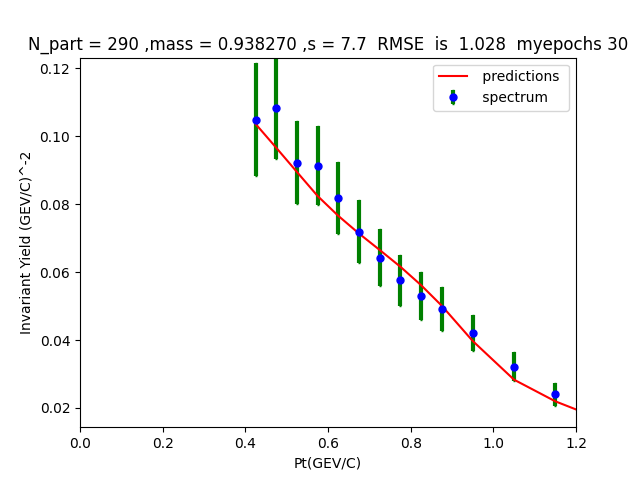 N_part = 290 ,mass = 0.938270 ,s = 7.7  RMSE  is  1.028  myepochs 30
predictions
spectrum
0.12
0.10
0.08
0.06
0.04
0.02
Invariant Yield (GEV/C)^-2
0.0 0.2 0.4 0.6 0.8 1.0 1.2
Pt(GEV/C)